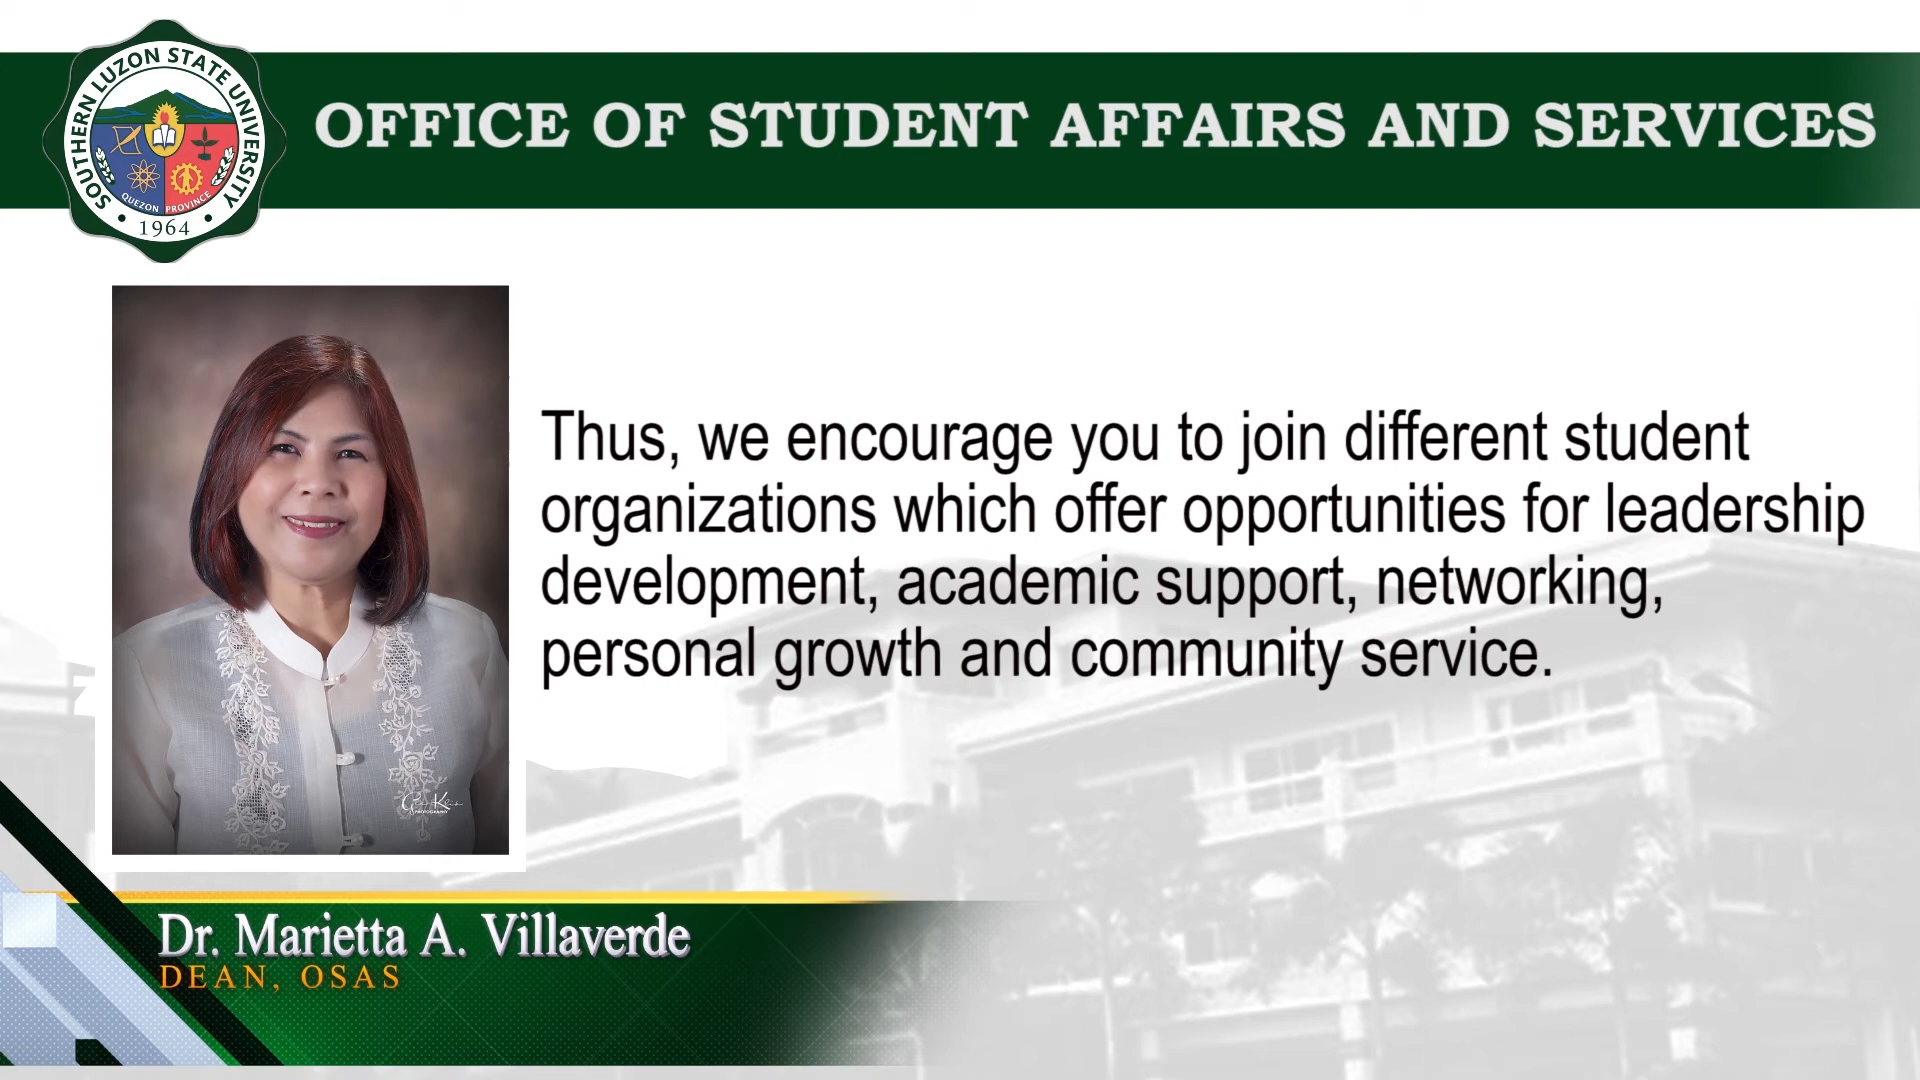 SOUTHERN LUZON STATE UNIVERSITY
QUEZON PROVINCE
1964
OFFICE OF STUDENT AFFAIRS AND SERVICES
Thus, we encourage you to join different student
organizations which offer opportunities for leadership
development, academic support, networking,
personal growth and community service.
PHOTOGRAPHY
Dr. Marietta A. Villaverde
DEAN, OSAS